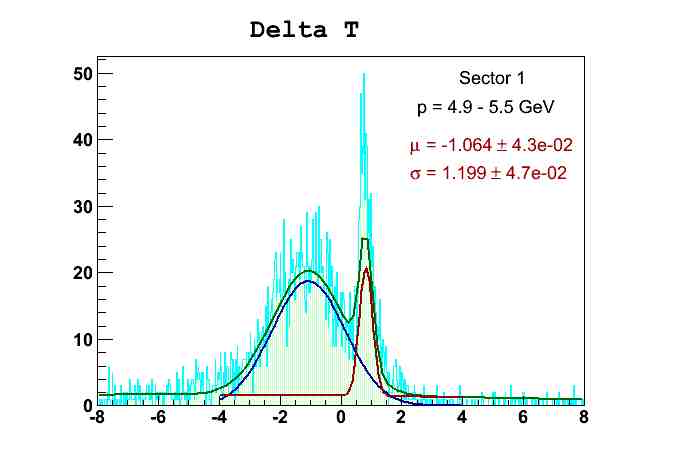 Delta T
Sector 1
p = 4.9 - 5.5 GeV
μ = -1.064 ± 4.3e-02
σ = 1.199 ± 4.7e-02
50
40
30
20
10
0
-8 -6 -4 -2 0 2 4 6 8